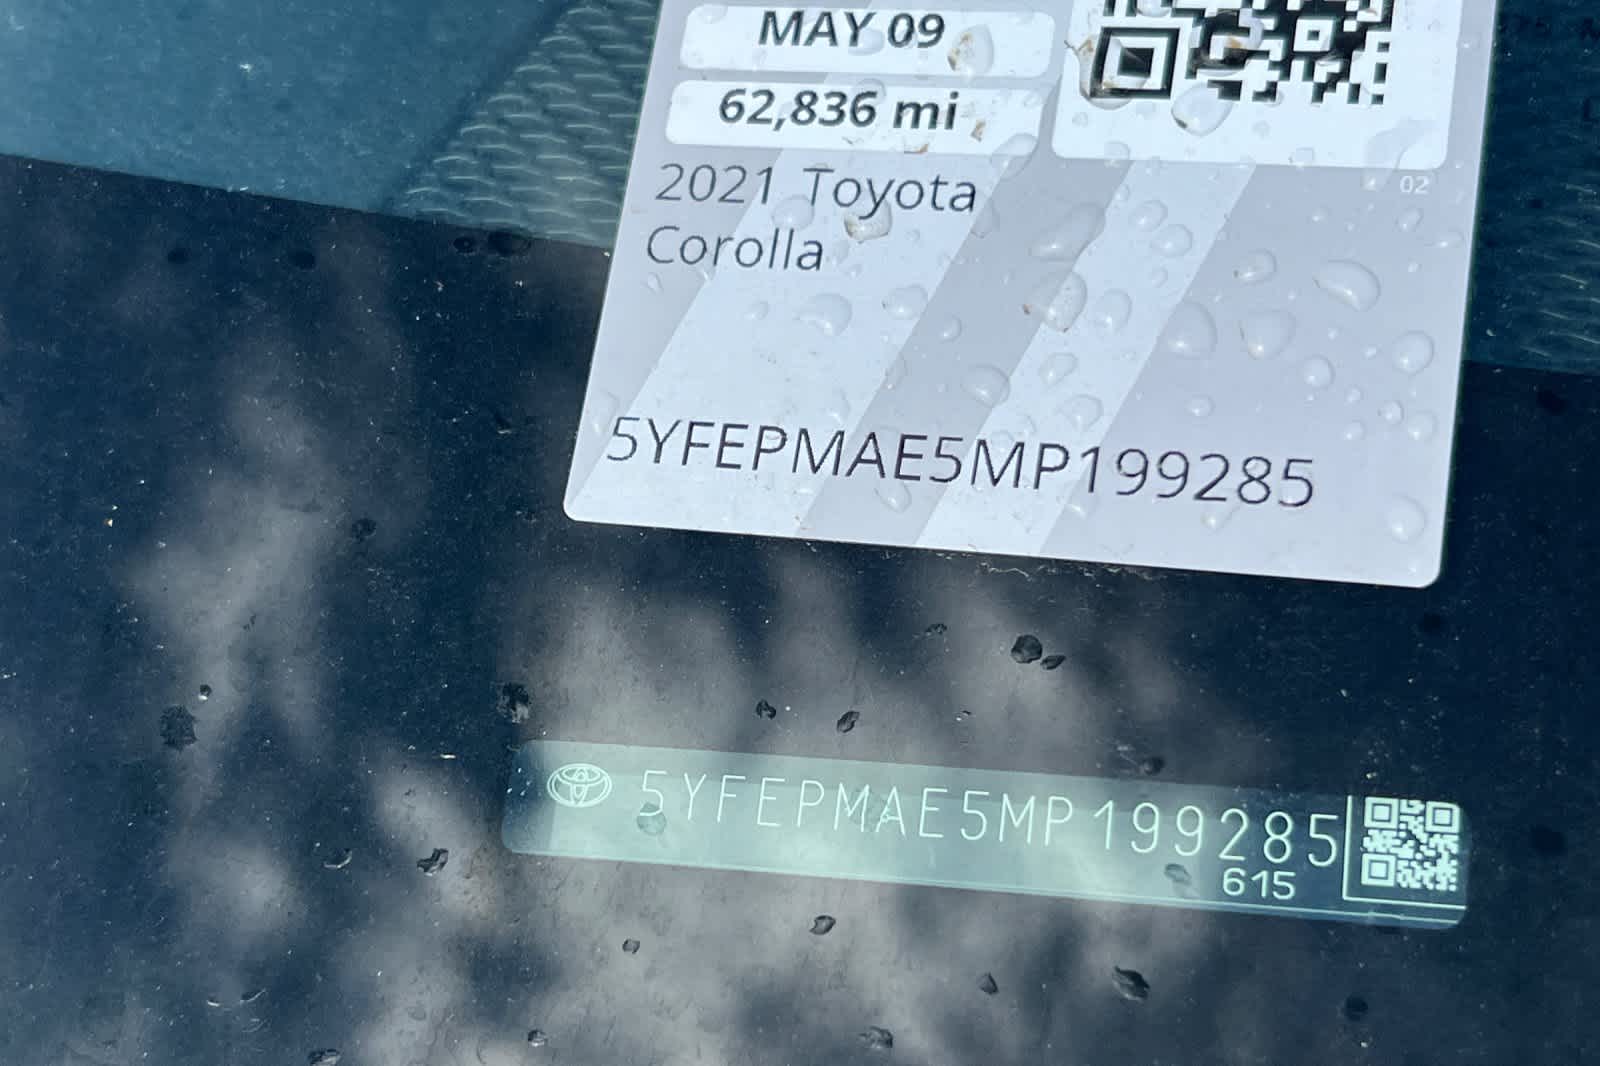 MAY 09
62,836 mi
02
2021 Toyota
Corolla
5YFEPMAE5MP199285
5YFEPMAE5MP199285
615